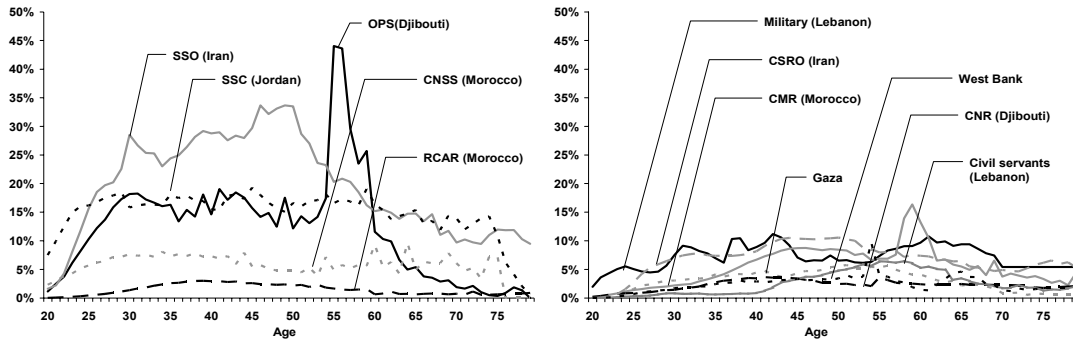 50%
45%
40%
35%
30%
25%
20%
15%
10%
5%
0%
OPS(Djibouti)
SSO (Iran)
SSC (Jordan)
CNSS (Morocco)
RCAR (Morocco)
20 25 30 35 40 45 50 55 60 65 70 75
Age
50%
45%
40%
35%
30%
25%
20%
15%
10%
5%
0%
Military (Lebanon)
CSRO (Iran)
West Bank
CMR (Morocco)
CNR (Djibouti)
Gaza
Civil servants
(Lebanon)
20 25 30 35 40 45 50 55 60 65 70 75
Age